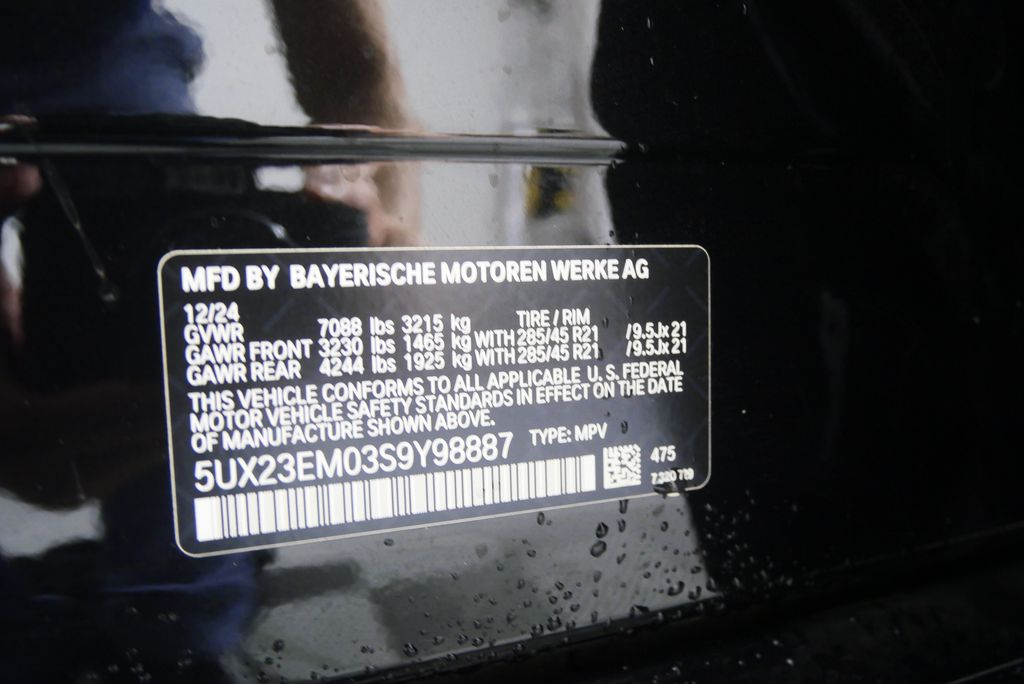 MFD BY BAYERISCHE MOTOREN WERKE AG
12/24 TIRE / RIM
GVWR 7088 lbs 3215 kg
GAWR FRONT 3230 lbs 1465 kg WITH 285/45 R21 /9.5Jx21
GAWR REAR 4244 lbs 1925 kg WITH 285/45 R21 /9.5Jx21
THIS VEHICLE CONFORMS TO ALL APPLICABLE U.S. FEDERAL
MOTOR VEHICLE SAFETY STANDARDS IN EFFECT ON THE DATE
OF MANUFACTURE SHOWN ABOVE.
5UX23EM03S9Y98887 TYPE: MPV
475